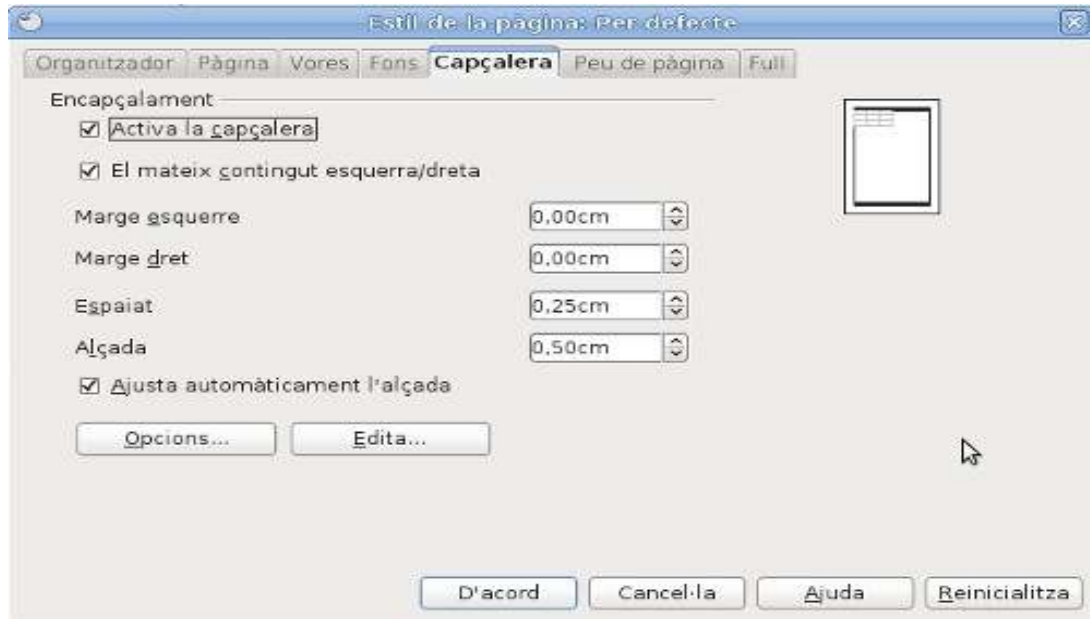 Estil de la pàgina: Per defecte
Organitzador Pàgina Vores Fons Capçalera Peu de pàgina Full
Encapçalament
Activa la capçalera
El mateix contingut esquerra/dreta
Marge esquerre 0,00cm
Marge dret 0,00cm
Espaiat 0,25cm
Alçada 0,50cm
Ajusta automàticament l'alçada
Opcions... Edita...
D'acord Cancel·la Ajuda Reinicialitza